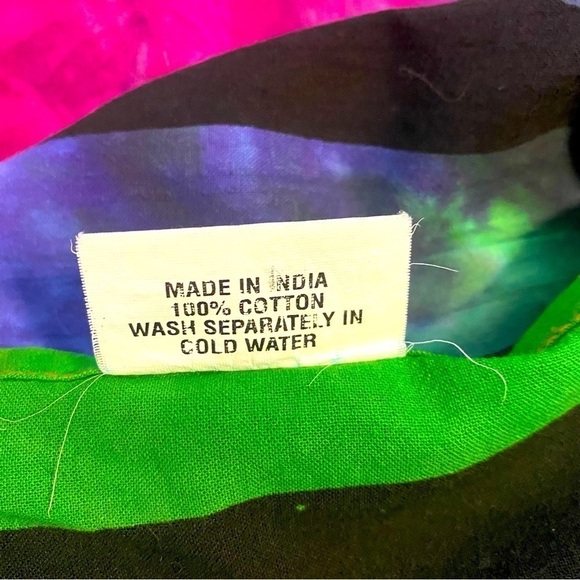 MADE IN INDIA
100% COTTON
WASH SEPARATELY IN
COLD WATER